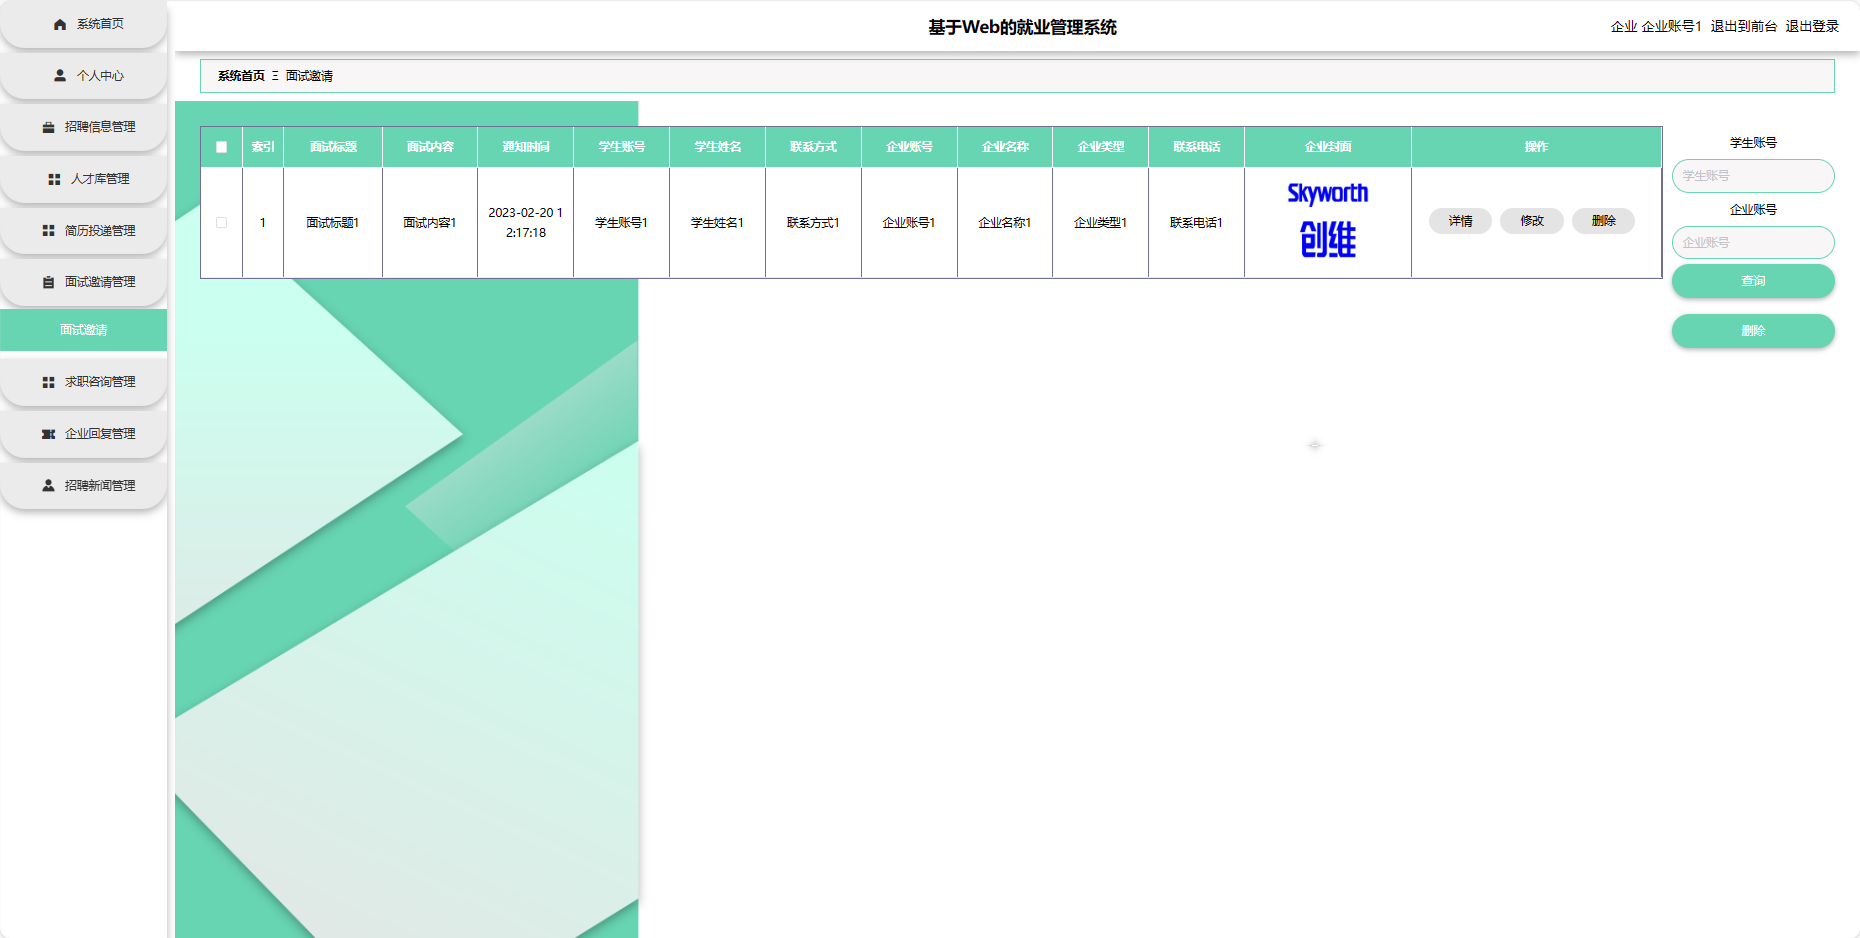 系统首页
个人中心
招聘信息管理
人才库管理
简历投递管理
面试邀请管理
面试邀请
求职咨询管理
企业回复管理
招聘新闻管理
基于Web的就业管理系统
企业 企业账号1 退出到前台 退出登录
系统首页 Ξ 面试邀请
索引 面试标题 面试内容 通知时间 学生账号 学生姓名 联系方式 企业账号 企业名称 企业类型 联系电话 企业封面 操作
1 面试标题1 面试内容1 2023-02-20 1
2:17:18 学生账号1 学生姓名1 联系方式1 企业账号1 企业名称1 企业类型1 联系电话1
Skyworth
创维
详情 修改 删除
学生账号
学生账号
企业账号
企业账号
查询
删除